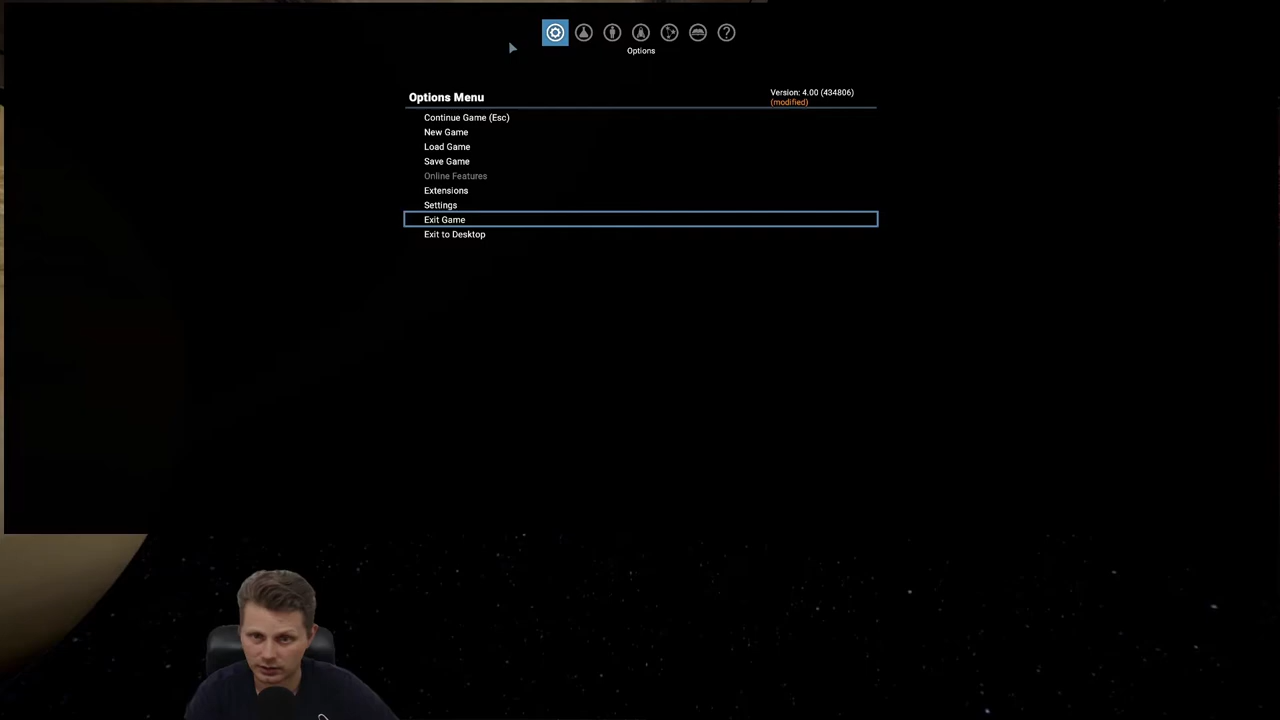 Options
Options Menu
Version: 4.00 (434806)
(modified)
Continue Game (Esc)
New Game
Load Game
Save Game
Online Features
Extensions
Settings
Exit Game
Exit to Desktop